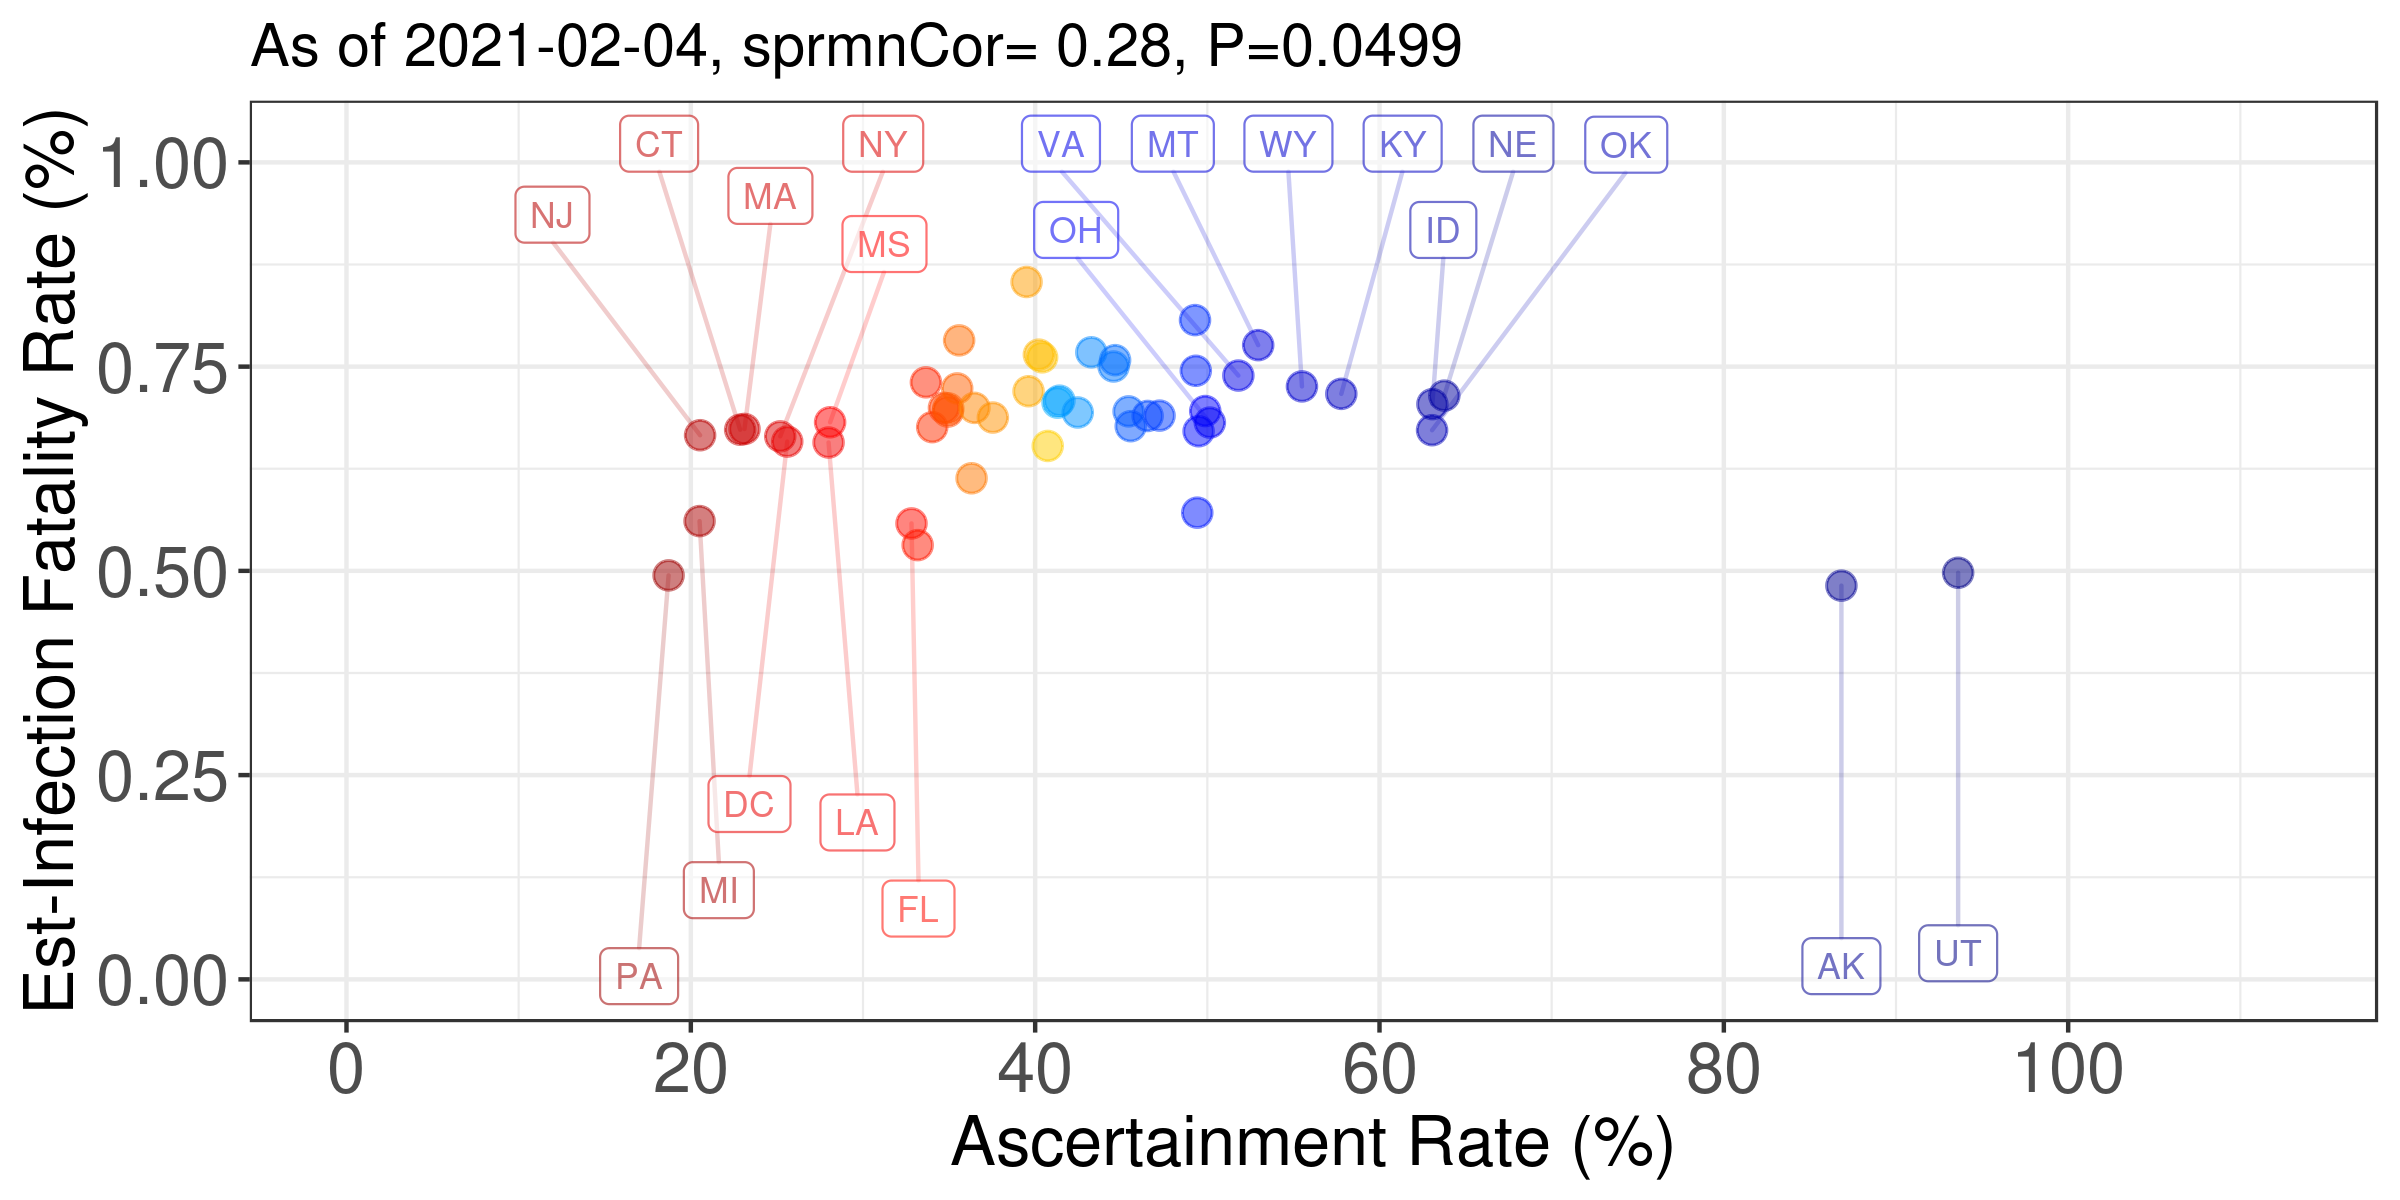 As of 2021-02-04, sprmnCor= 0.28, P=0.0499
Est-Infection Fatality Rate (%)
1.00
0.75
0.50
0.25
0.00
CT
NY
VA
MT
WY
KY
NE
OK
MA
NJ
MS
OH
ID
DC
LA
MI
FL
PA
AK
UT
0
20
40
60
80
100
Ascertainment Rate (%)